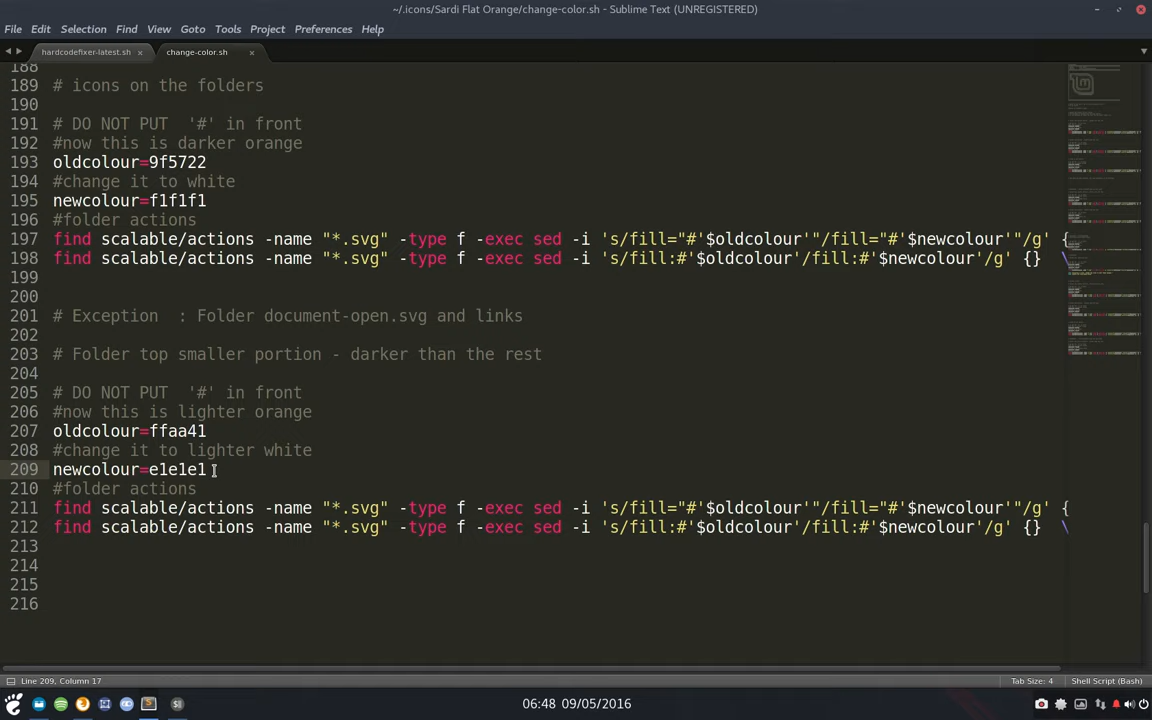 ~/.icons/Sardi Flat Orange/change-color.sh - Sublime Text (UNREGISTERED)
File Edit Selection Find View Goto Tools Project Preferences Help
hardcodefixer-latest.sh × change-color.sh ×
188
189 # icons on the folders
190
191 # DO NOT PUT  '#' in front
192 #now this is darker orange
193 oldcolour=9f5722
194 #change it to white
195 newcolour=f1f1f1
196 #folder actions
197 find scalable/actions -name "*.svg" -type f -exec sed -i 's/fill="#'$oldcolour'"/fill="#'$newcolour'"/g' {
198 find scalable/actions -name "*.svg" -type f -exec sed -i 's/fill:#'$oldcolour'/fill:#'$newcolour'/g' {}  \
199
200
201 # Exception  : Folder document-open.svg and links
202
203 # Folder top smaller portion - darker than the rest
204
205 # DO NOT PUT  '#' in front
206 #now this is lighter orange
207 oldcolour=ffaa41
208 #change it to lighter white
209 newcolour=e1e1e1
210 #folder actions
211 find scalable/actions -name "*.svg" -type f -exec sed -i 's/fill="#'$oldcolour'"/fill="#'$newcolour'"/g' {
212 find scalable/actions -name "*.svg" -type f -exec sed -i 's/fill:#'$oldcolour'/fill:#'$newcolour'/g' {}  \
213
214
215
216
Line 209, Column 17 Tab Size: 4 Shell Script (Bash)
06:48 09/05/2016